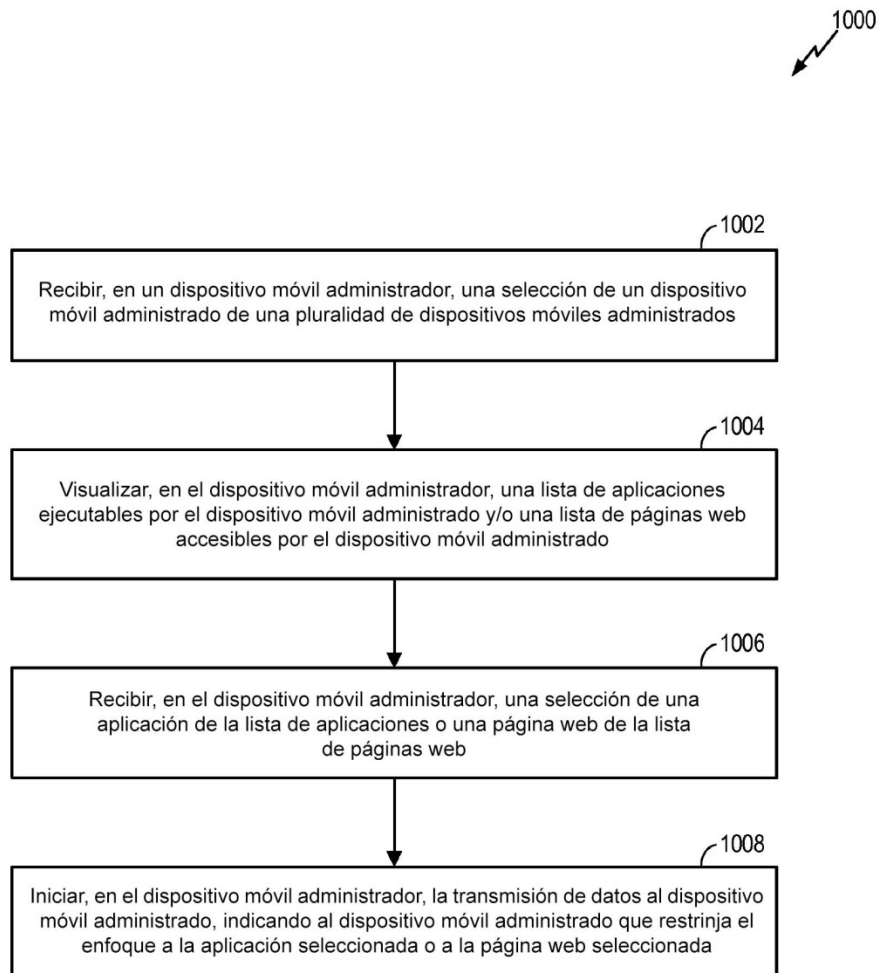 1000
1002
Recibir, en un dispositivo móvil administrador, una selección de un dispositivo
móvil administrado de una pluralidad de dispositivos móviles administrados
1004
Visualizar, en el dispositivo móvil administrador, una lista de aplicaciones
ejecutables por el dispositivo móvil administrado y/o una lista de páginas web
accesibles por el dispositivo móvil administrado
1006
Recibir, en el dispositivo móvil administrador, una selección de una
aplicación de la lista de aplicaciones o una página web de la lista
de páginas web
1008
Iniciar, en el dispositivo móvil administrador, la transmisión de datos al dispositivo
móvil administrado, indicando al dispositivo móvil administrado que restrinja el
enfoque a la aplicación seleccionada o a la página web seleccionada